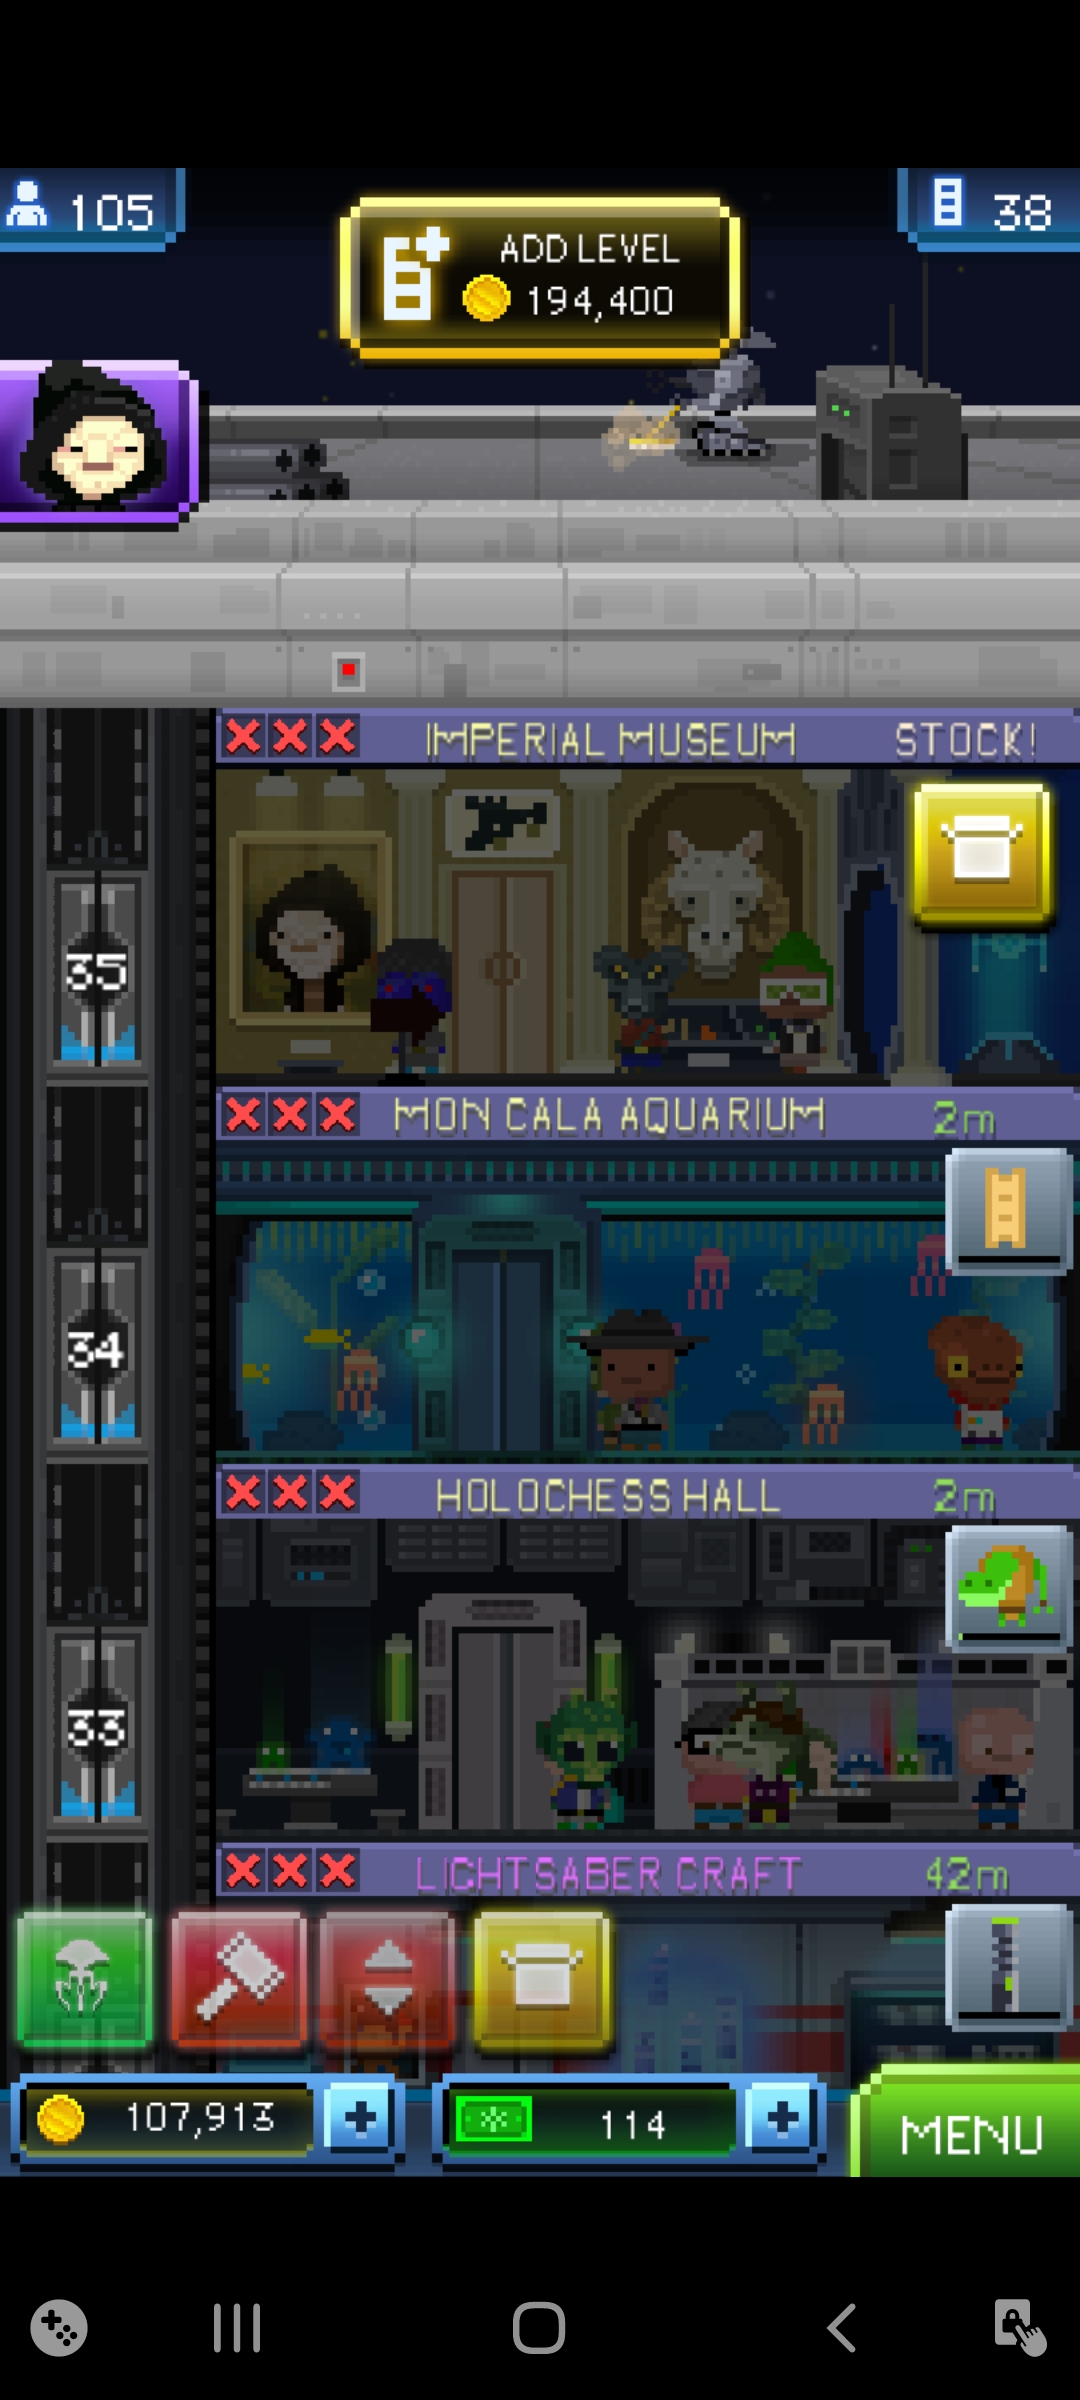 105
ADD LEVEL
194,400
38
IMPERIAL MUSEUM
STOCK!
35
MON CALA AQUARIUM
2m
34
HOLOCHESS HALL
2m
33
LIGHTSABER CRAFT
42m
107,913
114
MENU